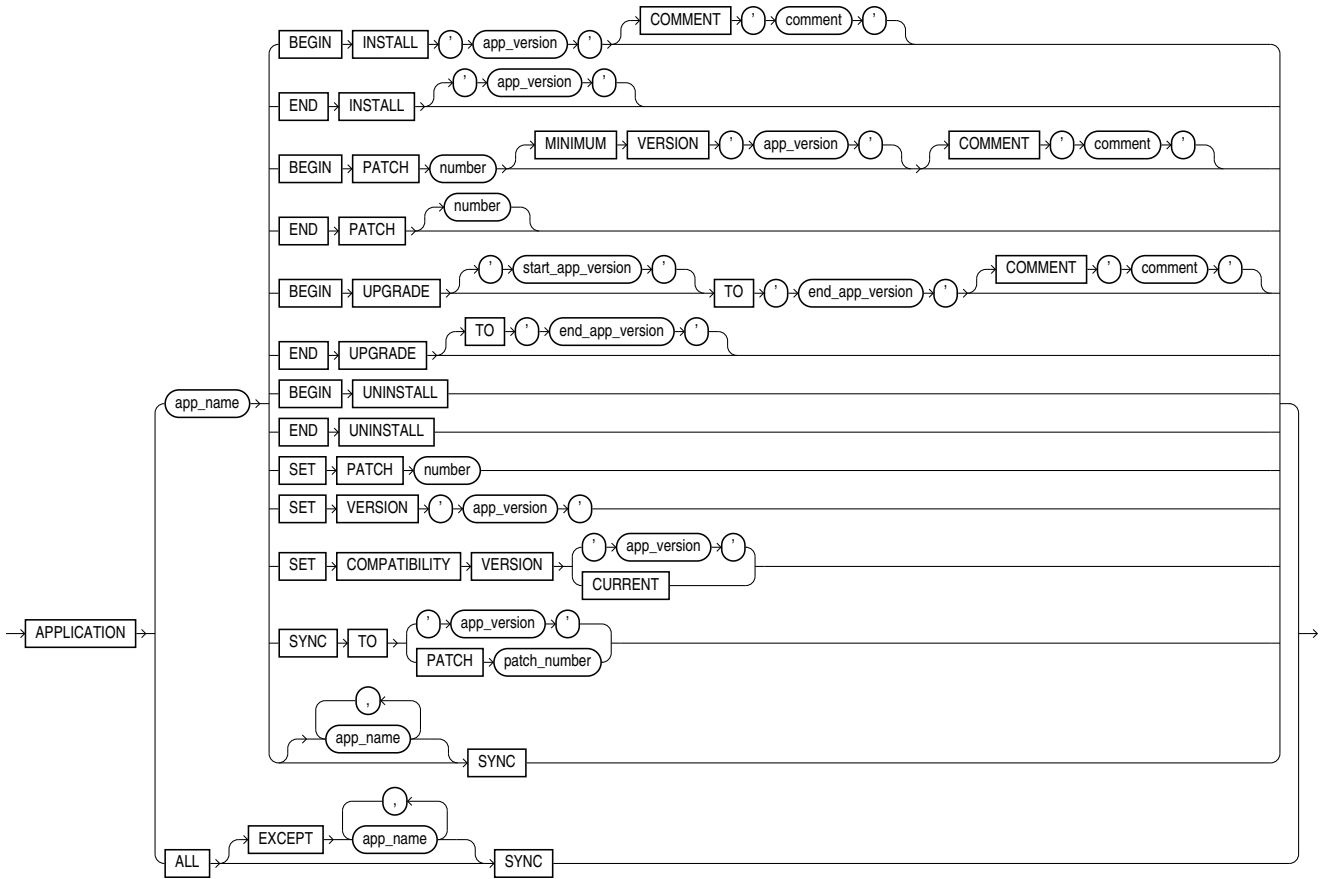 COMMENT ' comment '
BEGIN INSTALL ' app_version '
' app_version '
END INSTALL
MINIMUM VERSION ' app_version ' COMMENT ' comment '
BEGIN PATCH number
number
END PATCH
' start_app_version ' COMMENT ' comment '
BEGIN UPGRADE TO ' end_app_version '
TO ' end_app_version '
END UPGRADE
BEGIN UNINSTALL
app_name
END UNINSTALL
SET PATCH number
SET VERSION ' app_version '
' app_version '
SET COMPATIBILITY VERSION
CURRENT
' app_version '
APPLICATION
SYNC TO
PATCH patch_number
,
app_name
SYNC
,
EXCEPT app_name
ALL SYNC